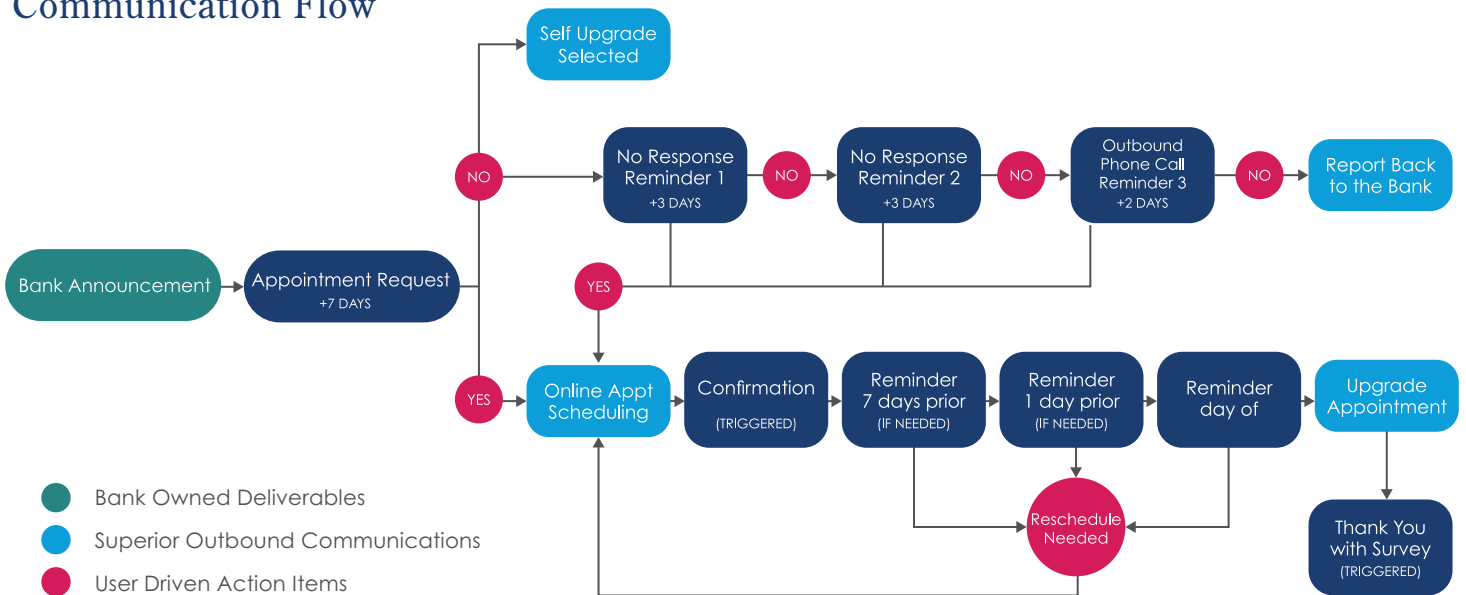 Communication Flow
Self Upgrade
Selected
NO
No Response
Reminder 1
+3 DAYS
NO
No Response
Reminder 2
+3 DAYS
NO
Outbound
Phone Call
Reminder 3
+2 DAYS
NO
Report Back
to the Bank
Bank Announcement
Appointment Request
+7 DAYS
YES
YES
Online Appt
Scheduling
Confirmation
(TRIGGERED)
Reminder
7 days prior
(IF NEEDED)
Reminder
1 day prior
(IF NEEDED)
Reminder
day of
Upgrade
Appointment
Reschedule
Needed
Thank You
with Survey
(TRIGGERED)
Bank Owned Deliverables
Superior Outbound Communications
User Driven Action Items